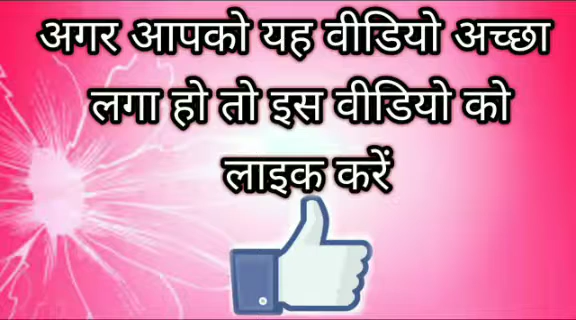 अगर आपको यह वीडियो अच्छा
लगा हो तो इस वीडियो को
लाइक करें